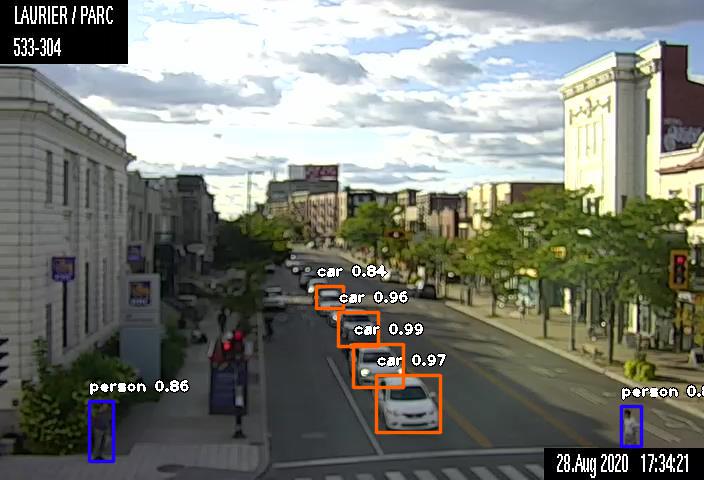 LAURIER / PARC
533-304
car 0.84
car 0.96
car 0.99
car 0.97
person 0.86
person 0.8
28.Aug 2020 17:34:21